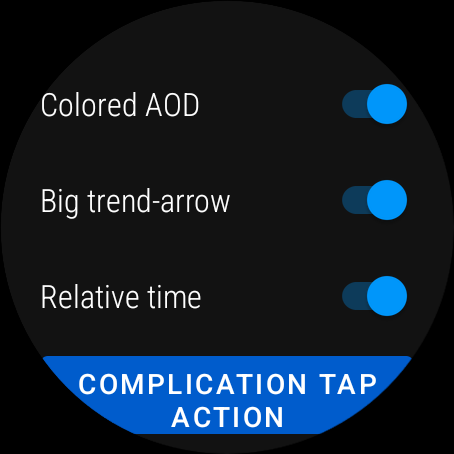 Colored AOD
Big trend-arrow
Relative time
COMPLICATION TAP
ACTION